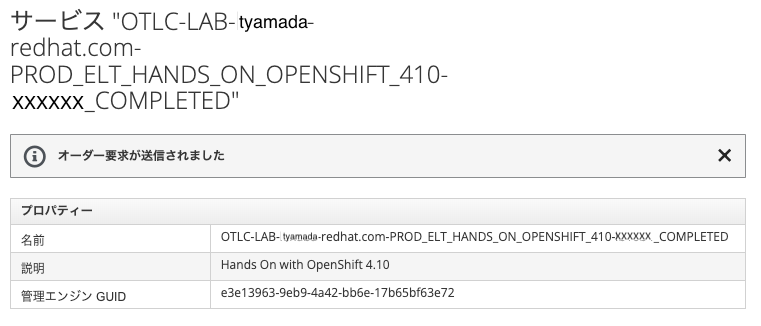 サービス "OTLC-LAB-tyamada-
redhat.com-
PROD_ELT_HANDS_ON_OPENSHIFT_410-
xxxxxx_COMPLETED"
オーダー要求が送信されました
プロパティー
名前 OTLC-LAB-tyamada-redhat.com-PROD_ELT_HANDS_ON_OPENSHIFT_410-XXXXXX_COMPLETED
説明 Hands On with OpenShift 4.10
管理エンジン GUID e3e13963-9eb9-4a42-bb6e-17b65bf63e72